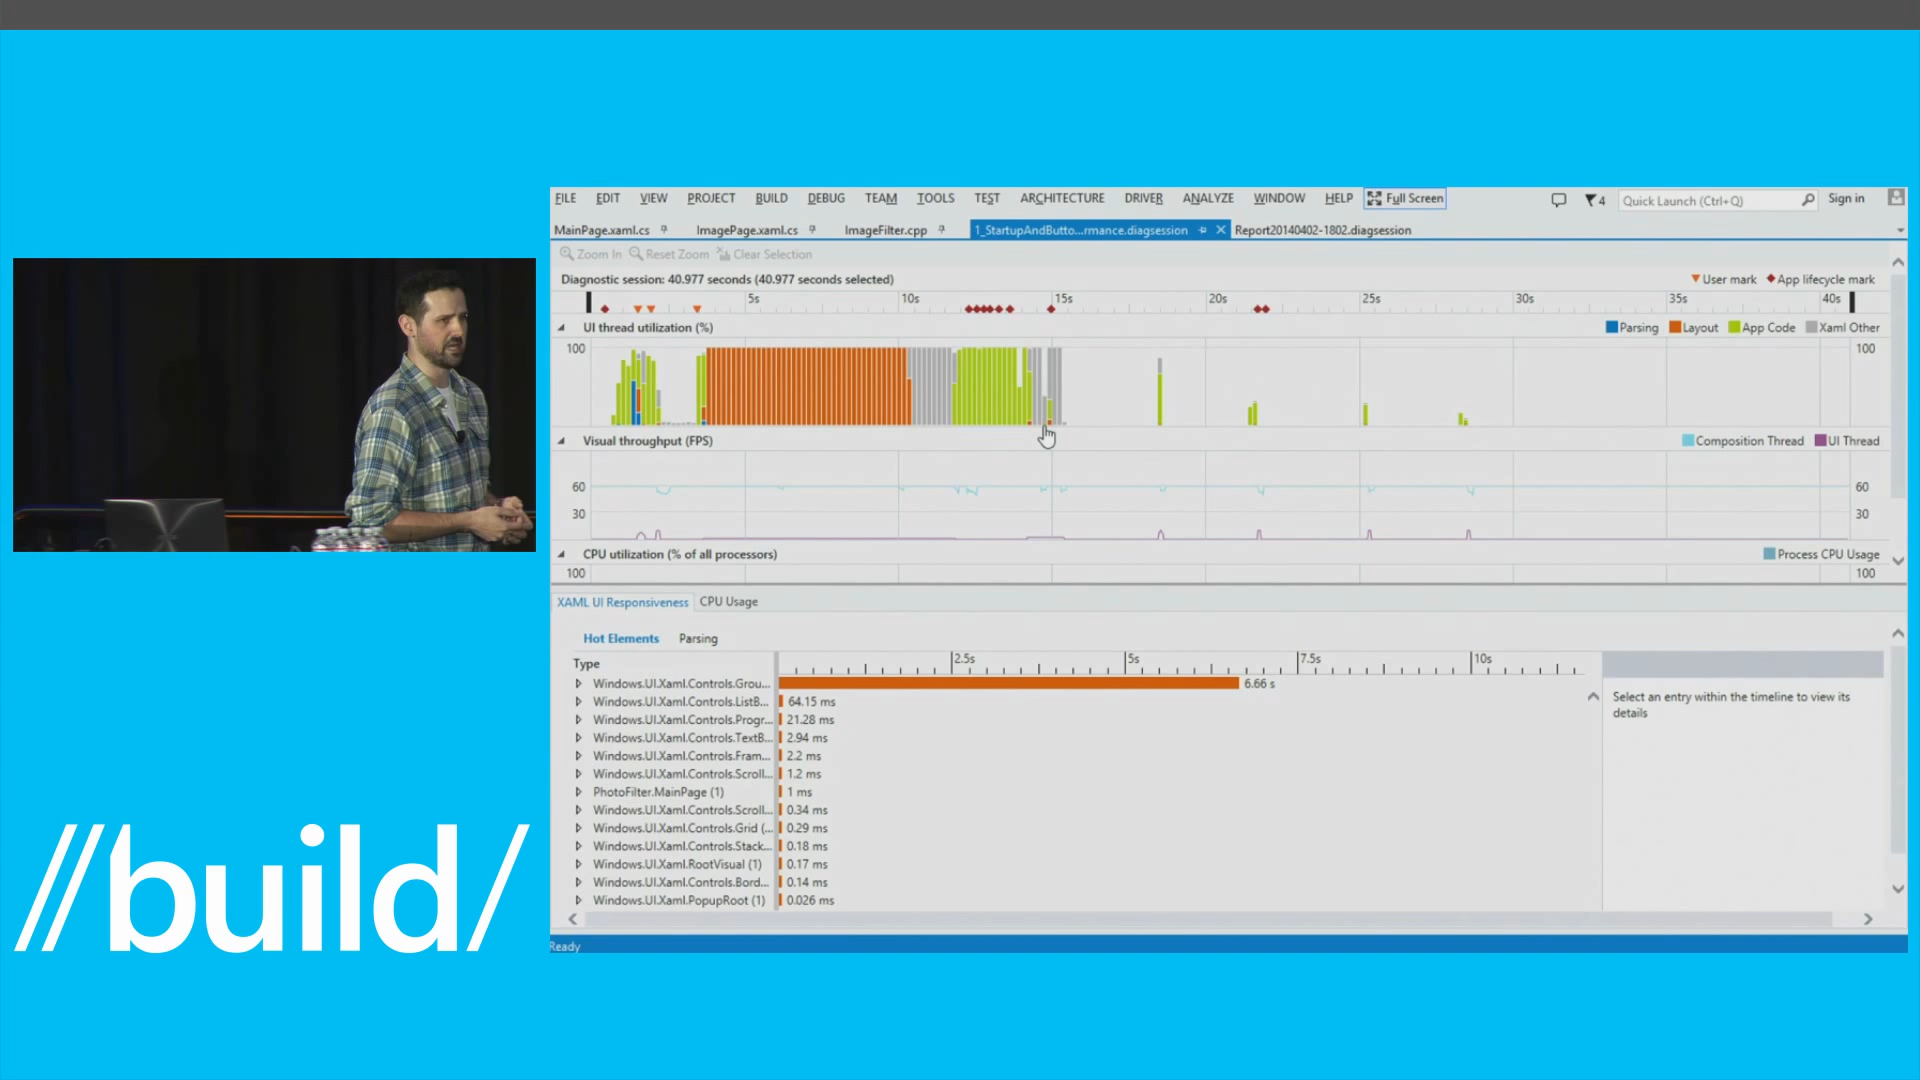 FILE EDIT VIEW PROJECT BUILD DEBUG TEAM TOOLS TEST ARCHITECTURE DRIVER ANALYZE WINDOW HELP Full Screen 4 Quick Launch (Ctrl+Q) Sign in
MainPage.xaml.cs ImagePage.xaml.cs ImageFilter.cpp 1_StartupAndButto...rmance.diagsession Report20140402-1802.diagsession
Zoom In Reset Zoom Clear Selection
Diagnostic session: 40.977 seconds (40.977 seconds selected) User mark App lifecycle mark
5s 10s 15s 20s 25s 30s 35s 40s
UI thread utilization (%) Parsing Layout App Code Xaml Other
100 100
Visual throughput (FPS) Composition Thread UI Thread
60 60
30 30
CPU utilization (% of all processors) Process CPU Usage
100 100
XAML UI Responsiveness CPU Usage
Hot Elements Parsing
Type 2.5s 5s 7.5s 10s
Windows.UI.Xaml.Controls.Grou... 6.66 s
Windows.UI.Xaml.Controls.ListB... 64.15 ms
Windows.UI.Xaml.Controls.Progr... 21.28 ms
Windows.UI.Xaml.Controls.TextB... 2.94 ms
Windows.UI.Xaml.Controls.Fram... 2.2 ms
Windows.UI.Xaml.Controls.Scroll... 1.2 ms
PhotoFilter.MainPage (1) 1 ms
Windows.UI.Xaml.Controls.Scroll... 0.34 ms
Windows.UI.Xaml.Controls.Grid (... 0.29 ms
Windows.UI.Xaml.Controls.Stack... 0.18 ms
Windows.UI.Xaml.RootVisual (1) 0.17 ms
Windows.UI.Xaml.Controls.Bord... 0.14 ms
Windows.UI.Xaml.PopupRoot (1) 0.026 ms
Select an entry within the timeline to view its
details
Ready
//build/